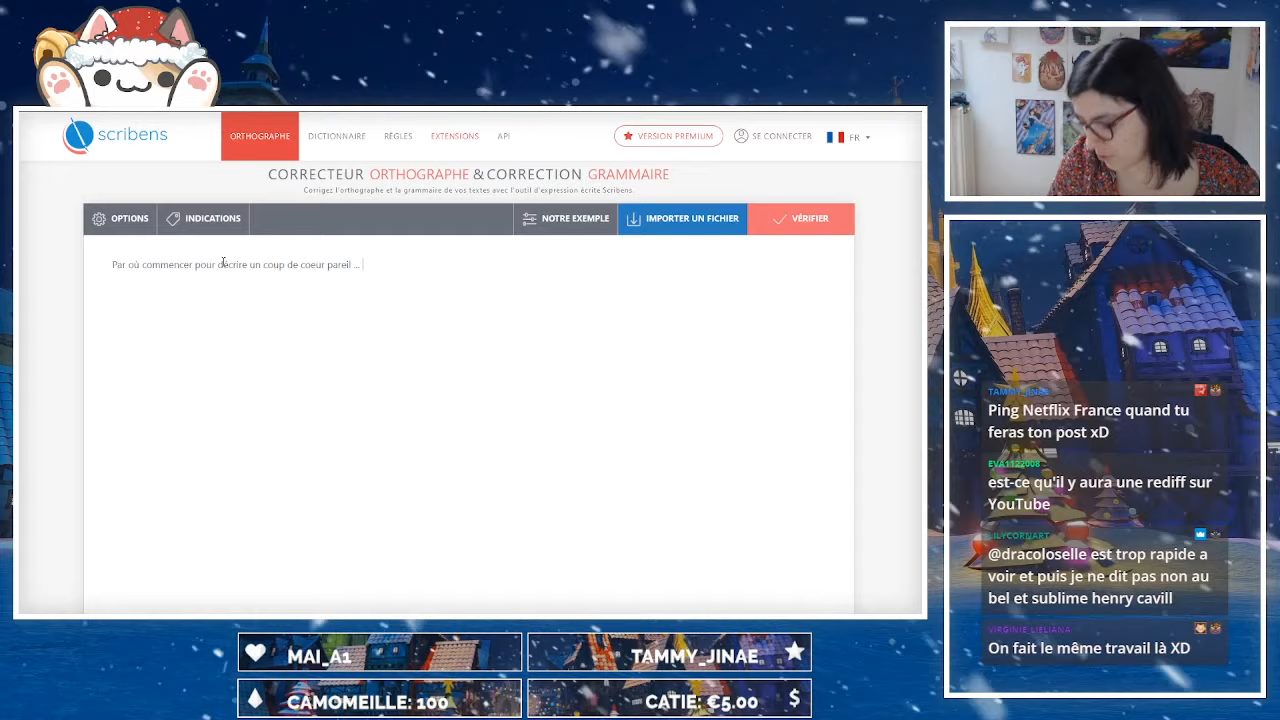 scribens
ORTHOGRAPHE
DICTIONNAIRE
RÈGLES
EXTENSIONS
API
VERSION PREMIUM
SE CONNECTER
FR
CORRECTEUR ORTHOGRAPHE & CORRECTION GRAMMAIRE
Corrigez l'orthographe et la grammaire de vos textes avec l'outil d'expression écrite Scribens.
OPTIONS
INDICATIONS
NOTRE EXEMPLE
IMPORTER UN FICHIER
VÉRIFIER
Par où commencer pour décrire un coup de coeur pareil ...
TAMMY_JINAE
Ping Netflix France quand tu
feras ton post xD
EVA1122008
est-ce qu'il y aura une rediff sur
YouTube
LILYCORNART
@dracoloselle est trop rapide a
voir et puis je ne dit pas non au
bel et sublime henry cavill
VIRGINIE LIELIANA
On fait le même travail là XD
MAI_A1
TAMMY_JINAE
CAMOMEILLE: 100
CATIE: €5.00
$